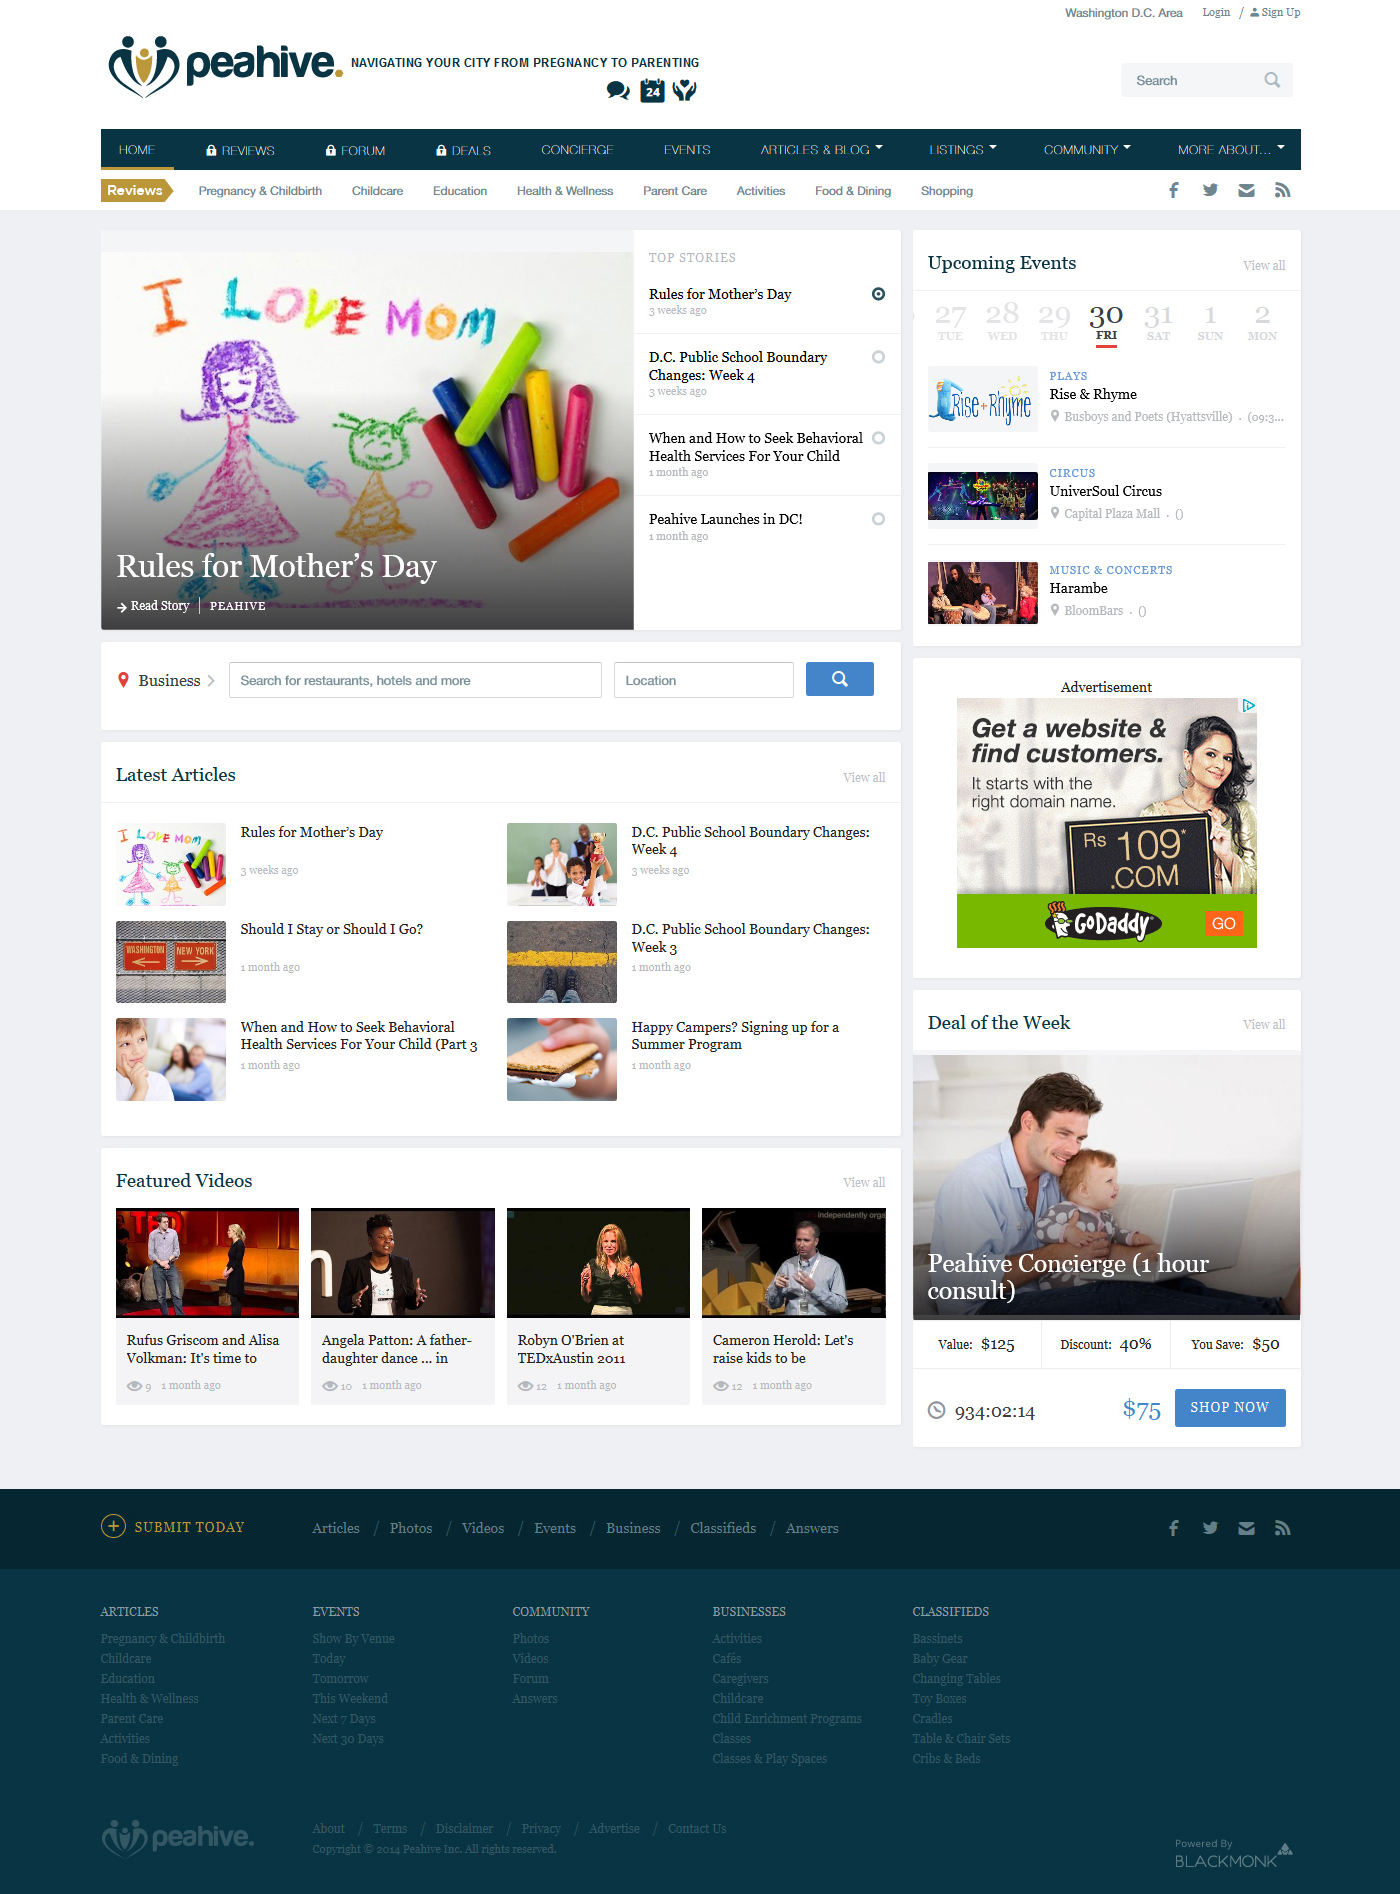 Washington D.C. Area Login / Sign Up
peahive. NAVIGATING YOUR CITY FROM PREGNANCY TO PARENTING
24
Search
HOME REVIEWS FORUM DEALS CONCIERGE EVENTS ARTICLES & BLOG LISTINGS COMMUNITY MORE ABOUT...
Reviews Pregnancy & Childbirth Childcare Education Health & Wellness Parent Care Activities Food & Dining Shopping
I LOVE MOM
Rules for Mother's Day
Read Story PEAHIVE
TOP STORIES
Rules for Mother's Day
3 weeks ago
D.C. Public School Boundary
Changes: Week 4
3 weeks ago
When and How to Seek Behavioral
Health Services For Your Child
1 month ago
Peahive Launches in DC!
1 month ago
Upcoming Events View all
27 28 29 30 31 1 2
TUE WED THU FRI SAT SUN MON
Rise + Rhyme
PLAYS
Rise & Rhyme
Busboys and Poets (Hyattsville) . (09:3...
CIRCUS
UniverSoul Circus
Capital Plaza Mall . ()
MUSIC & CONCERTS
Harambe
BloomBars . ()
Business Search for restaurants, hotels and more Location
Advertisement
Get a website &
find customers.
It starts with the
right domain name.
Rs 109*
.COM
GoDaddy GO
Latest Articles View all
I LOVE MOM
Rules for Mother's Day
3 weeks ago
D.C. Public School Boundary Changes:
Week 4
3 weeks ago
WASHINGTON NEW YORK
Should I Stay or Should I Go?
1 month ago
D.C. Public School Boundary Changes:
Week 3
1 month ago
When and How to Seek Behavioral
Health Services For Your Child (Part 3
1 month ago
Happy Campers? Signing up for a
Summer Program
1 month ago
Deal of the Week View all
Peahive Concierge (1 hour
consult)
Value: $125 Discount: 40% You Save: $50
934:02:14 $75 SHOP NOW
Featured Videos View all
TED
Rufus Griscom and Alisa
Volkman: It's time to
9 1 month ago
Angela Patton: A father-
daughter dance ... in
10 1 month ago
Robyn O'Brien at
TEDxAustin 2011
12 1 month ago
independently orga
Cameron Herold: Let's
raise kids to be
12 1 month ago
SUBMIT TODAY Articles / Photos / Videos / Events / Business / Classifieds / Answers
ARTICLES
Pregnancy & Childbirth
Childcare
Education
Health & Wellness
Parent Care
Activities
Food & Dining
EVENTS
Show By Venue
Today
Tomorrow
This Weekend
Next 7 Days
Next 30 Days
COMMUNITY
Photos
Videos
Forum
Answers
BUSINESSES
Activities
Cafés
Caregivers
Childcare
Child Enrichment Programs
Classes
Classes & Play Spaces
CLASSIFIEDS
Bassinets
Baby Gear
Changing Tables
Toy Boxes
Cradles
Table & Chair Sets
Cribs & Beds
peahive.
About / Terms / Disclaimer / Privacy / Advertise / Contact Us
Copyright © 2014 Peahive Inc. All rights reserved.
Powered By
BLACKMONK